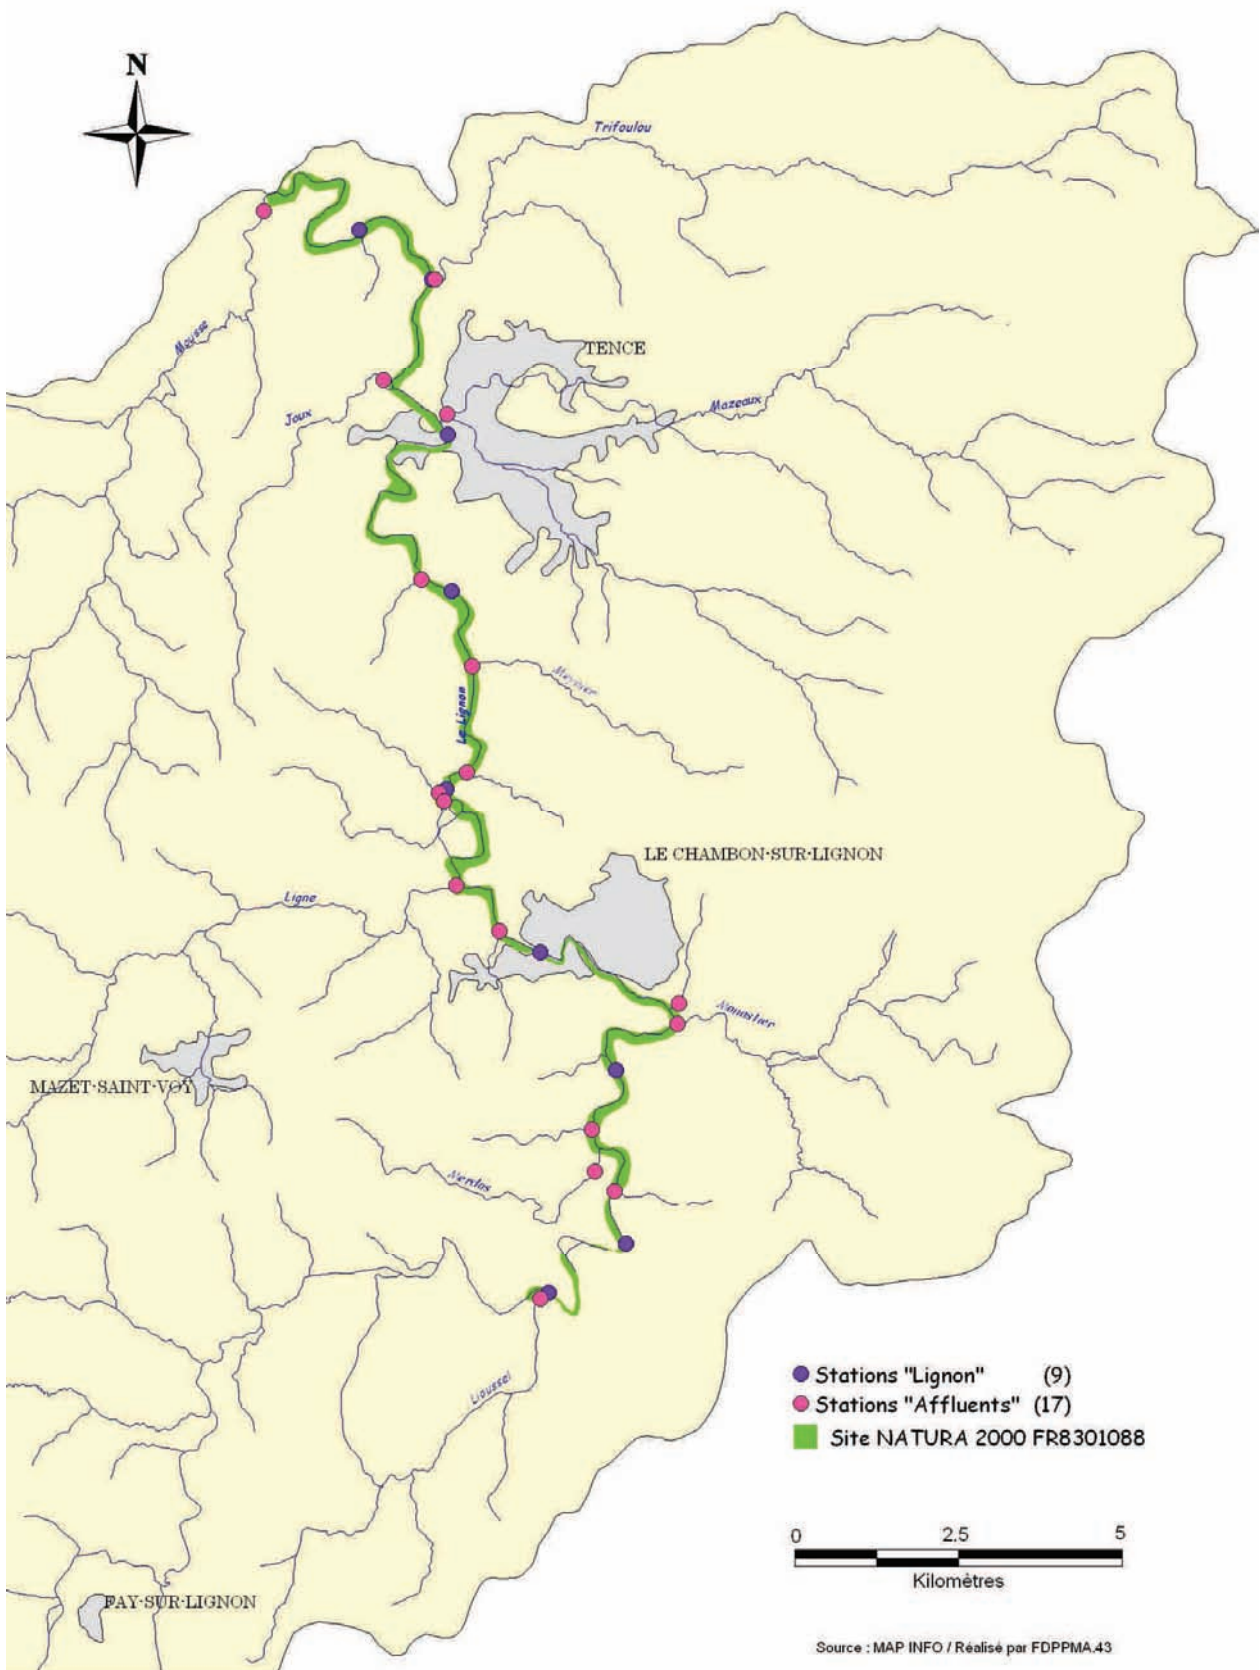 N
Trifoulou
Mousse
TENCE
Joux
Mazeaux
Le Lignon
LE CHAMBON-SUR-LIGNON
Ligne
Monastier
MAZET-SAINT-VOY
Merdas
Lioussel
Stations "Lignon" (9)
Stations "Affluents" (17)
Site NATURA 2000 FR8301088
0 2.5 5
Kilomètres
FAY-SUR-LIGNON
Source : MAP INFO / Réalisé par FDPPMA.43